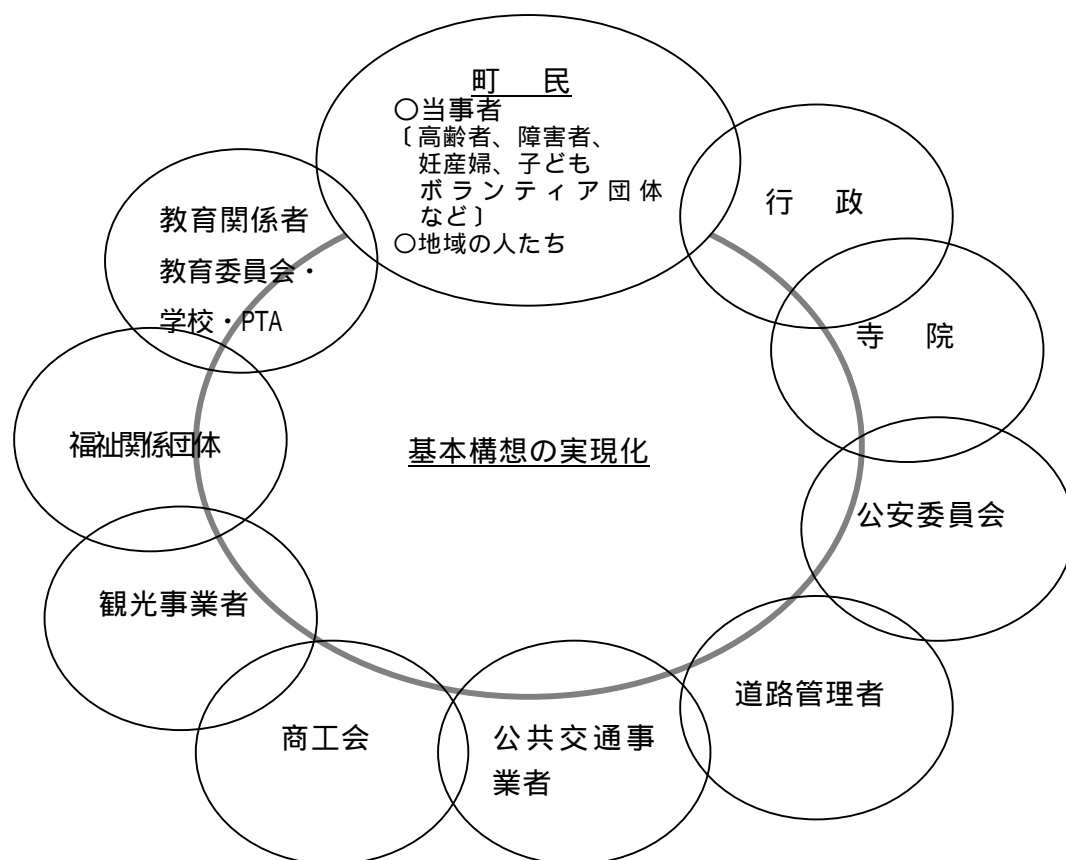 町　民
○当事者
〔高齢者、障害者、
妊産婦、子ども
ボランティア団体
など〕
○地域の人たち
行　政
寺　院
公安委員会
道路管理者
公共交通事
業者
商工会
観光事業者
福祉関係団体
教育関係者
教育委員会・
学校・PTA
基本構想の実現化